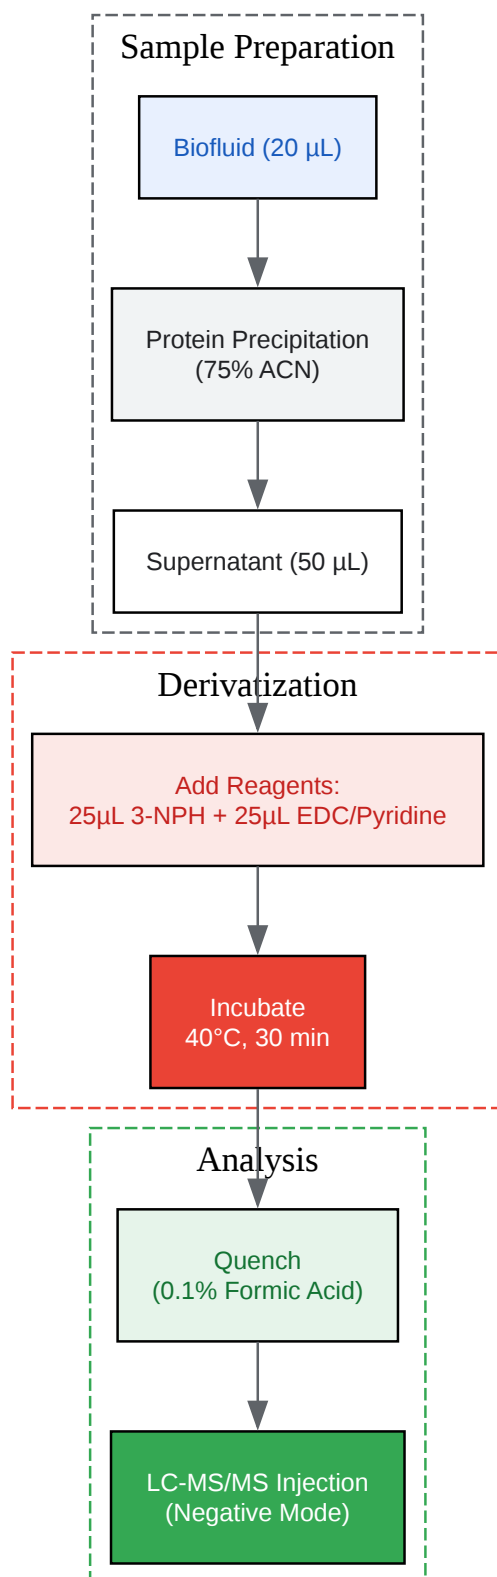 Sample Preparation
Biofluid (20 µL)
Protein Precipitation
(75% ACN)
Supernatant (50 µL)
Derivatization
Add Reagents:
25µL 3-NPH + 25µL EDC/Pyridine
Incubate
40°C, 30 min
Analysis
Quench
(0.1% Formic Acid)
LC-MS/MS Injection
(Negative Mode)